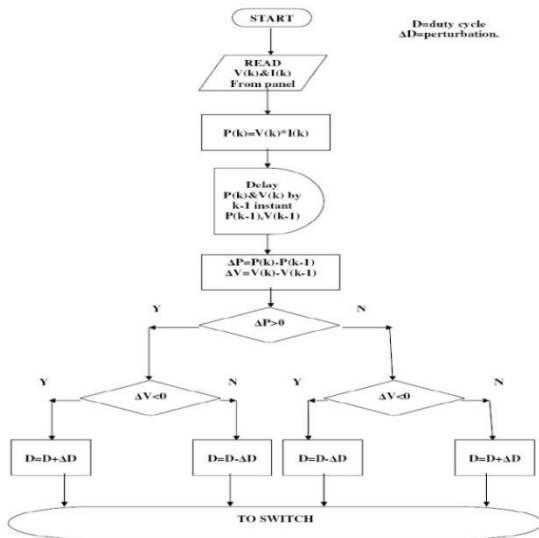 START
D=duty cycle
ΔD=perturbation.
READ
V(k)&I(k)
From panel
P(k)=V(k)*I(k)
Delay
P(k)&V(k) by
k-1 instant
P(k-1),V(k-1)
ΔP=P(k)-P(k-1)
ΔV=V(k)-V(k-1)
Y
N
ΔP>0
Y
N
Y
N
ΔV<0
ΔV<0
D=D+ΔD
D=D-ΔD
D=D-ΔD
D=D+ΔD
TO SWITCH